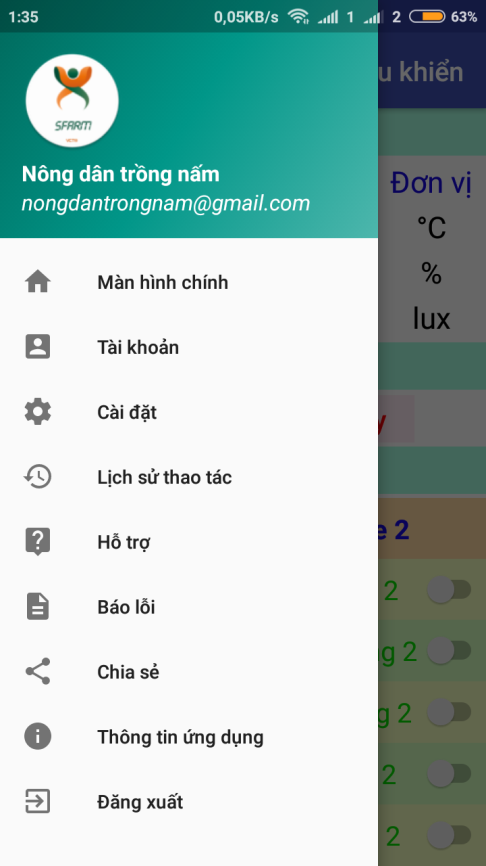 1:35 0,05KB/s 1 2 63%
u khiển
SFARM
Nông dân trồng nấm
nongdantrongnam@gmail.com
Đơn vị
°C
%
lux
y
e 2
2
ng 2
g 2
2
2
Màn hình chính
Tài khoản
Cài đặt
Lịch sử thao tác
Hỗ trợ
Báo lỗi
Chia sẻ
Thông tin ứng dụng
Đăng xuất